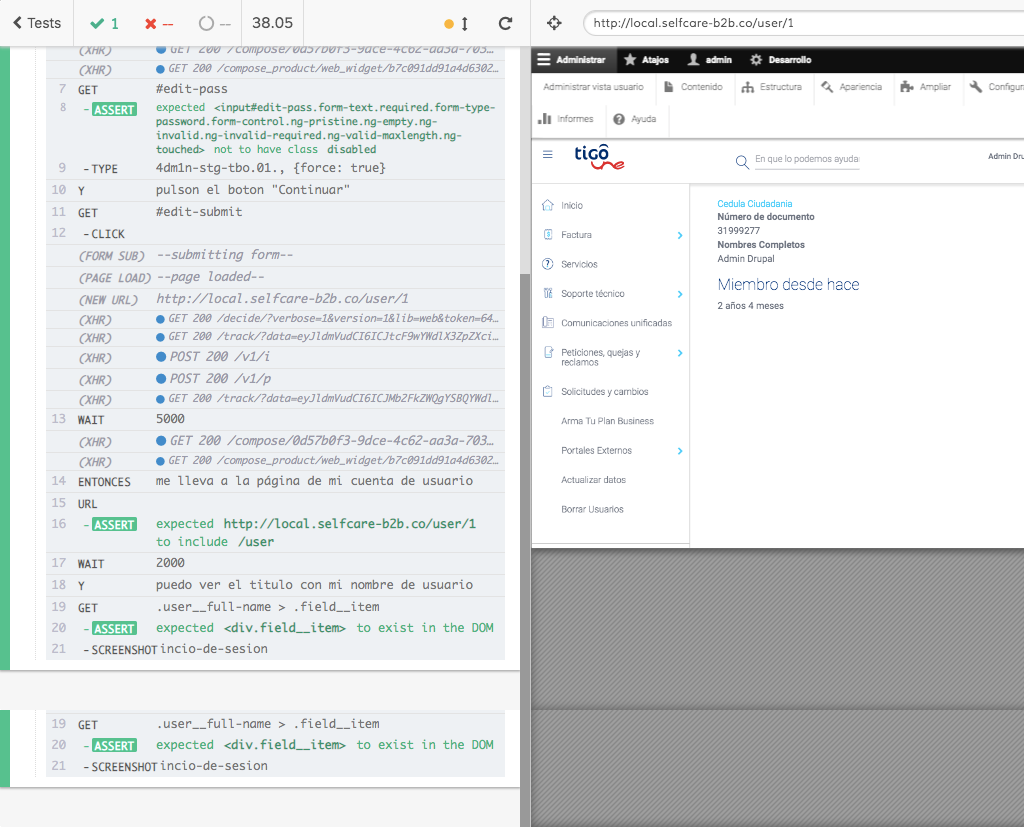 Tests
1
--
--
38.05
http://local.selfcare-b2b.co/user/1
(XHR) GET 200 /compose/0d57b0f3-9dce-4c62-aa3a-703…
(XHR) GET 200 /compose_product/web_widget/b7c091dd91a4d6302…
7 GET #edit-pass
8 -ASSERT expected <input#edit-pass.form-text.required.form-type-
password.form-control.ng-pristine.ng-empty.ng-
invalid.ng-invalid-required.ng-valid-maxlength.ng-
touched> not to have class disabled
9 -TYPE 4dm1n-stg-tbo.01., {force: true}
10 Y pulson el boton "Continuar"
11 GET #edit-submit
12 -CLICK
(FORM SUB) --submitting form--
(PAGE LOAD) --page loaded--
(NEW URL) http://local.selfcare-b2b.co/user/1
(XHR) GET 200 /decide/?verbose=1&version=1&lib=web&token=64…
(XHR) GET 200 /track/?data=eyJldmVudCI6ICJtcF9wYWdlX3ZpZXci…
(XHR) POST 200 /v1/i
(XHR) POST 200 /v1/p
(XHR) GET 200 /track/?data=eyJldmVudCI6ICJMb2FkZWQgYSBQYWdl…
13 WAIT 5000
(XHR) GET 200 /compose/0d57b0f3-9dce-4c62-aa3a-703…
(XHR) GET 200 /compose_product/web_widget/b7c091dd91a4d6302…
14 ENTONCES me lleva a la página de mi cuenta de usuario
15 URL
16 -ASSERT expected http://local.selfcare-b2b.co/user/1
to include /user
17 WAIT 2000
18 Y puedo ver el titulo con mi nombre de usuario
19 GET .user__full-name > .field__item
20 -ASSERT expected <div.field__item> to exist in the DOM
21 -SCREENSHOT incio-de-sesion
19 GET .user__full-name > .field__item
20 -ASSERT expected <div.field__item> to exist in the DOM
21 -SCREENSHOT incio-de-sesion
Administrar Atajos admin Desarrollo
Administrar vista usuario Contenido Estructura Apariencia Ampliar Configur
Informes Ayuda
tigô
une
En que lo podemos ayuda
Admin Dru
Inicio
Factura
Servicios
Soporte técnico
Comunicaciones unificadas
Peticiones, quejas y
reclamos
Solicitudes y cambios
Arma Tu Plan Business
Portales Externos
Actualizar datos
Borrar Usuarios
Cedula Ciudadania
Número de documento
31999277
Nombres Completos
Admin Drupal
Miembro desde hace
2 años 4 meses